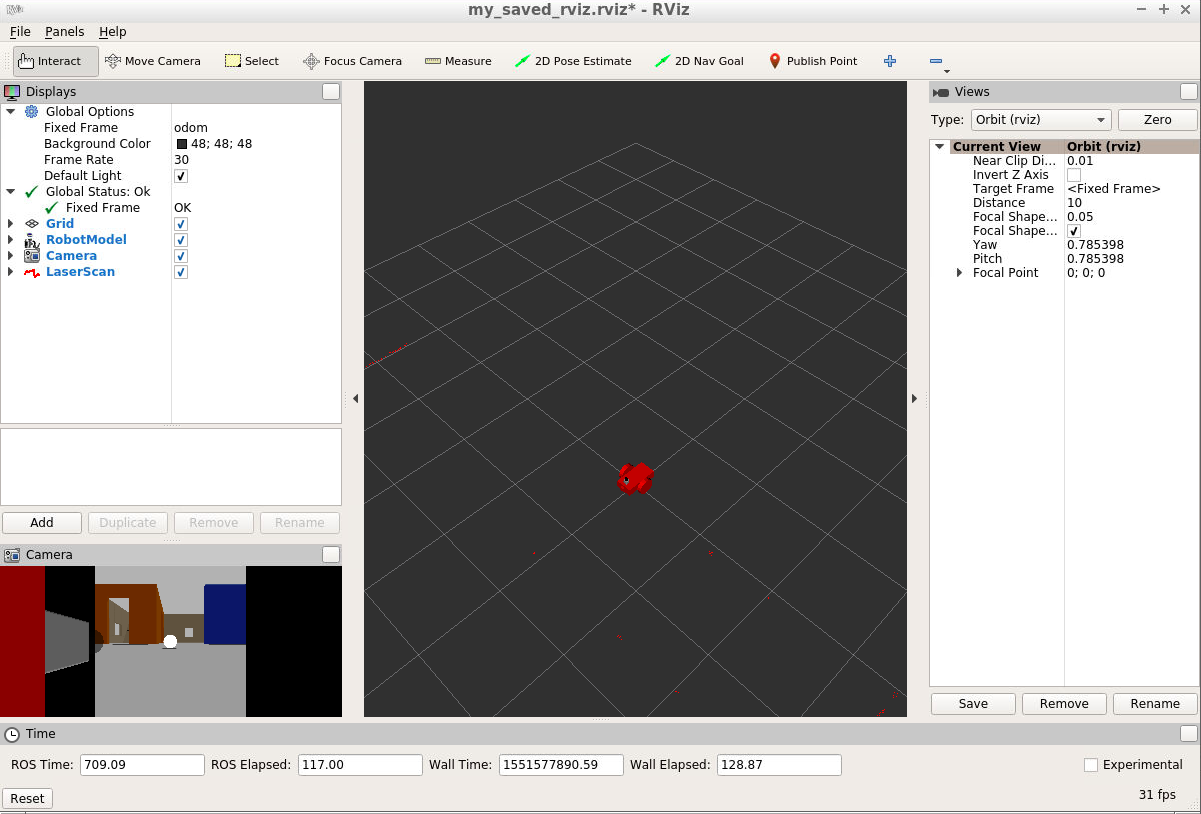 my_saved_rviz.rviz* - RViz
File Panels Help
Interact Move Camera Select Focus Camera Measure 2D Pose Estimate 2D Nav Goal Publish Point
Displays
Global Options
Fixed Frame odom
Background Color 48; 48; 48
Frame Rate 30
Default Light
Global Status: Ok
Fixed Frame OK
Grid
RobotModel
Camera
LaserScan
Add Duplicate Remove Rename
Camera
Views
Type: Orbit (rviz) Zero
Current View Orbit (rviz)
Near Clip Di... 0.01
Invert Z Axis
Target Frame <Fixed Frame>
Distance 10
Focal Shape... 0.05
Focal Shape...
Yaw 0.785398
Pitch 0.785398
Focal Point 0; 0; 0
Save Remove Rename
Time
ROS Time: 709.09 ROS Elapsed: 117.00 Wall Time: 1551577890.59 Wall Elapsed: 128.87 Experimental
Reset 31 fps